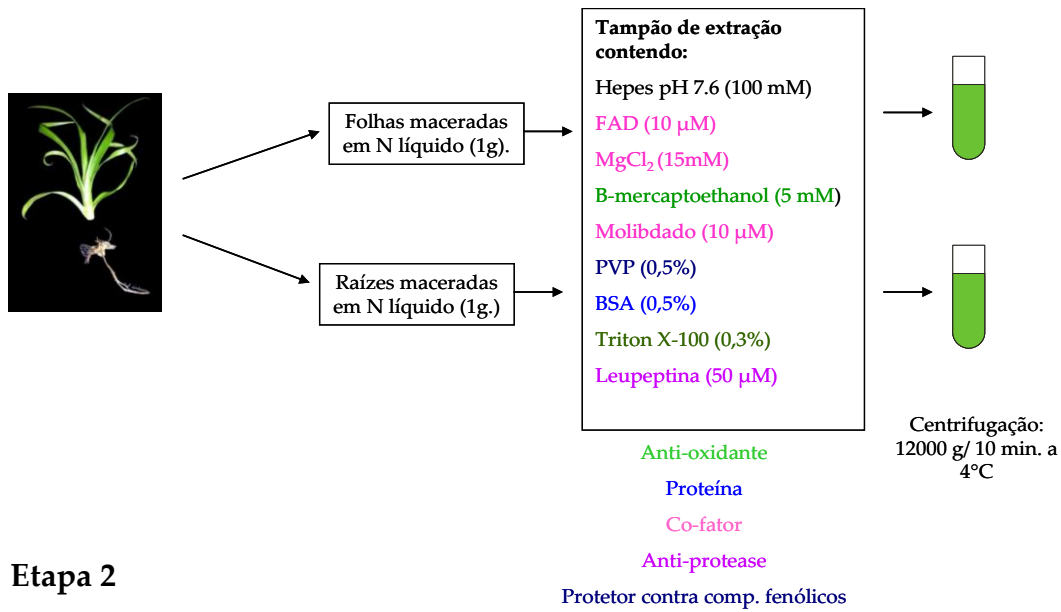 Folhas maceradas
em N líquido (1g).
Raízes maceradas
em N líquido (1g.)
Tampão de extração
contendo:
Hepes pH 7.6 (100 mM)
FAD (10 µM)
MgCl₂ (15mM)
B-mercaptoethanol (5 mM)
Molibdado (10 µM)
PVP (0,5%)
BSA (0,5%)
Triton X-100 (0,3%)
Leupeptina (50 µM)
Anti-oxidante
Proteína
Co-fator
Anti-protease
Protetor contra comp. fenólicos
Centrifugação:
12000 g/ 10 min. a
4°C
Etapa 2